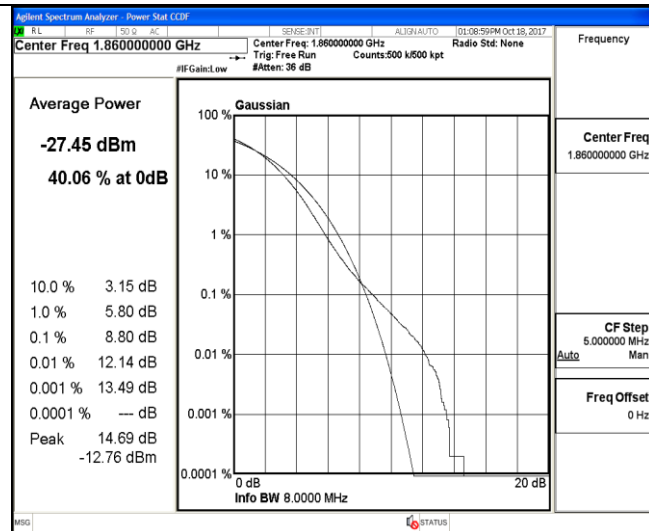 Agilent Spectrum Analyzer - Power Stat CCDF
RL RF 50 Ω AC SENSE:INT ALIGNAUTO 01:08:59PM Oct 18, 2017
Center Freq 1.860000000 GHz
Center Freq: 1.860000000 GHz Radio Std: None
Trig: Free Run Counts:500 k/500 kpt
#IFGain:Low #Atten: 36 dB
Frequency
Average Power
-27.45 dBm
40.06 % at 0dB
10.0 % 3.15 dB
1.0 % 5.80 dB
0.1 % 8.80 dB
0.01 % 12.14 dB
0.001 % 13.49 dB
0.0001 % --- dB
Peak 14.69 dB
-12.76 dBm
Gaussian
100 %
10 %
1 %
0.1 %
0.01 %
0.001 %
0.0001 %
0 dB 20 dB
Info BW 8.0000 MHz
Center Freq
1.860000000 GHz
CF Step
5.000000 MHz
Auto Man
Freq Offset
0 Hz
MSG STATUS